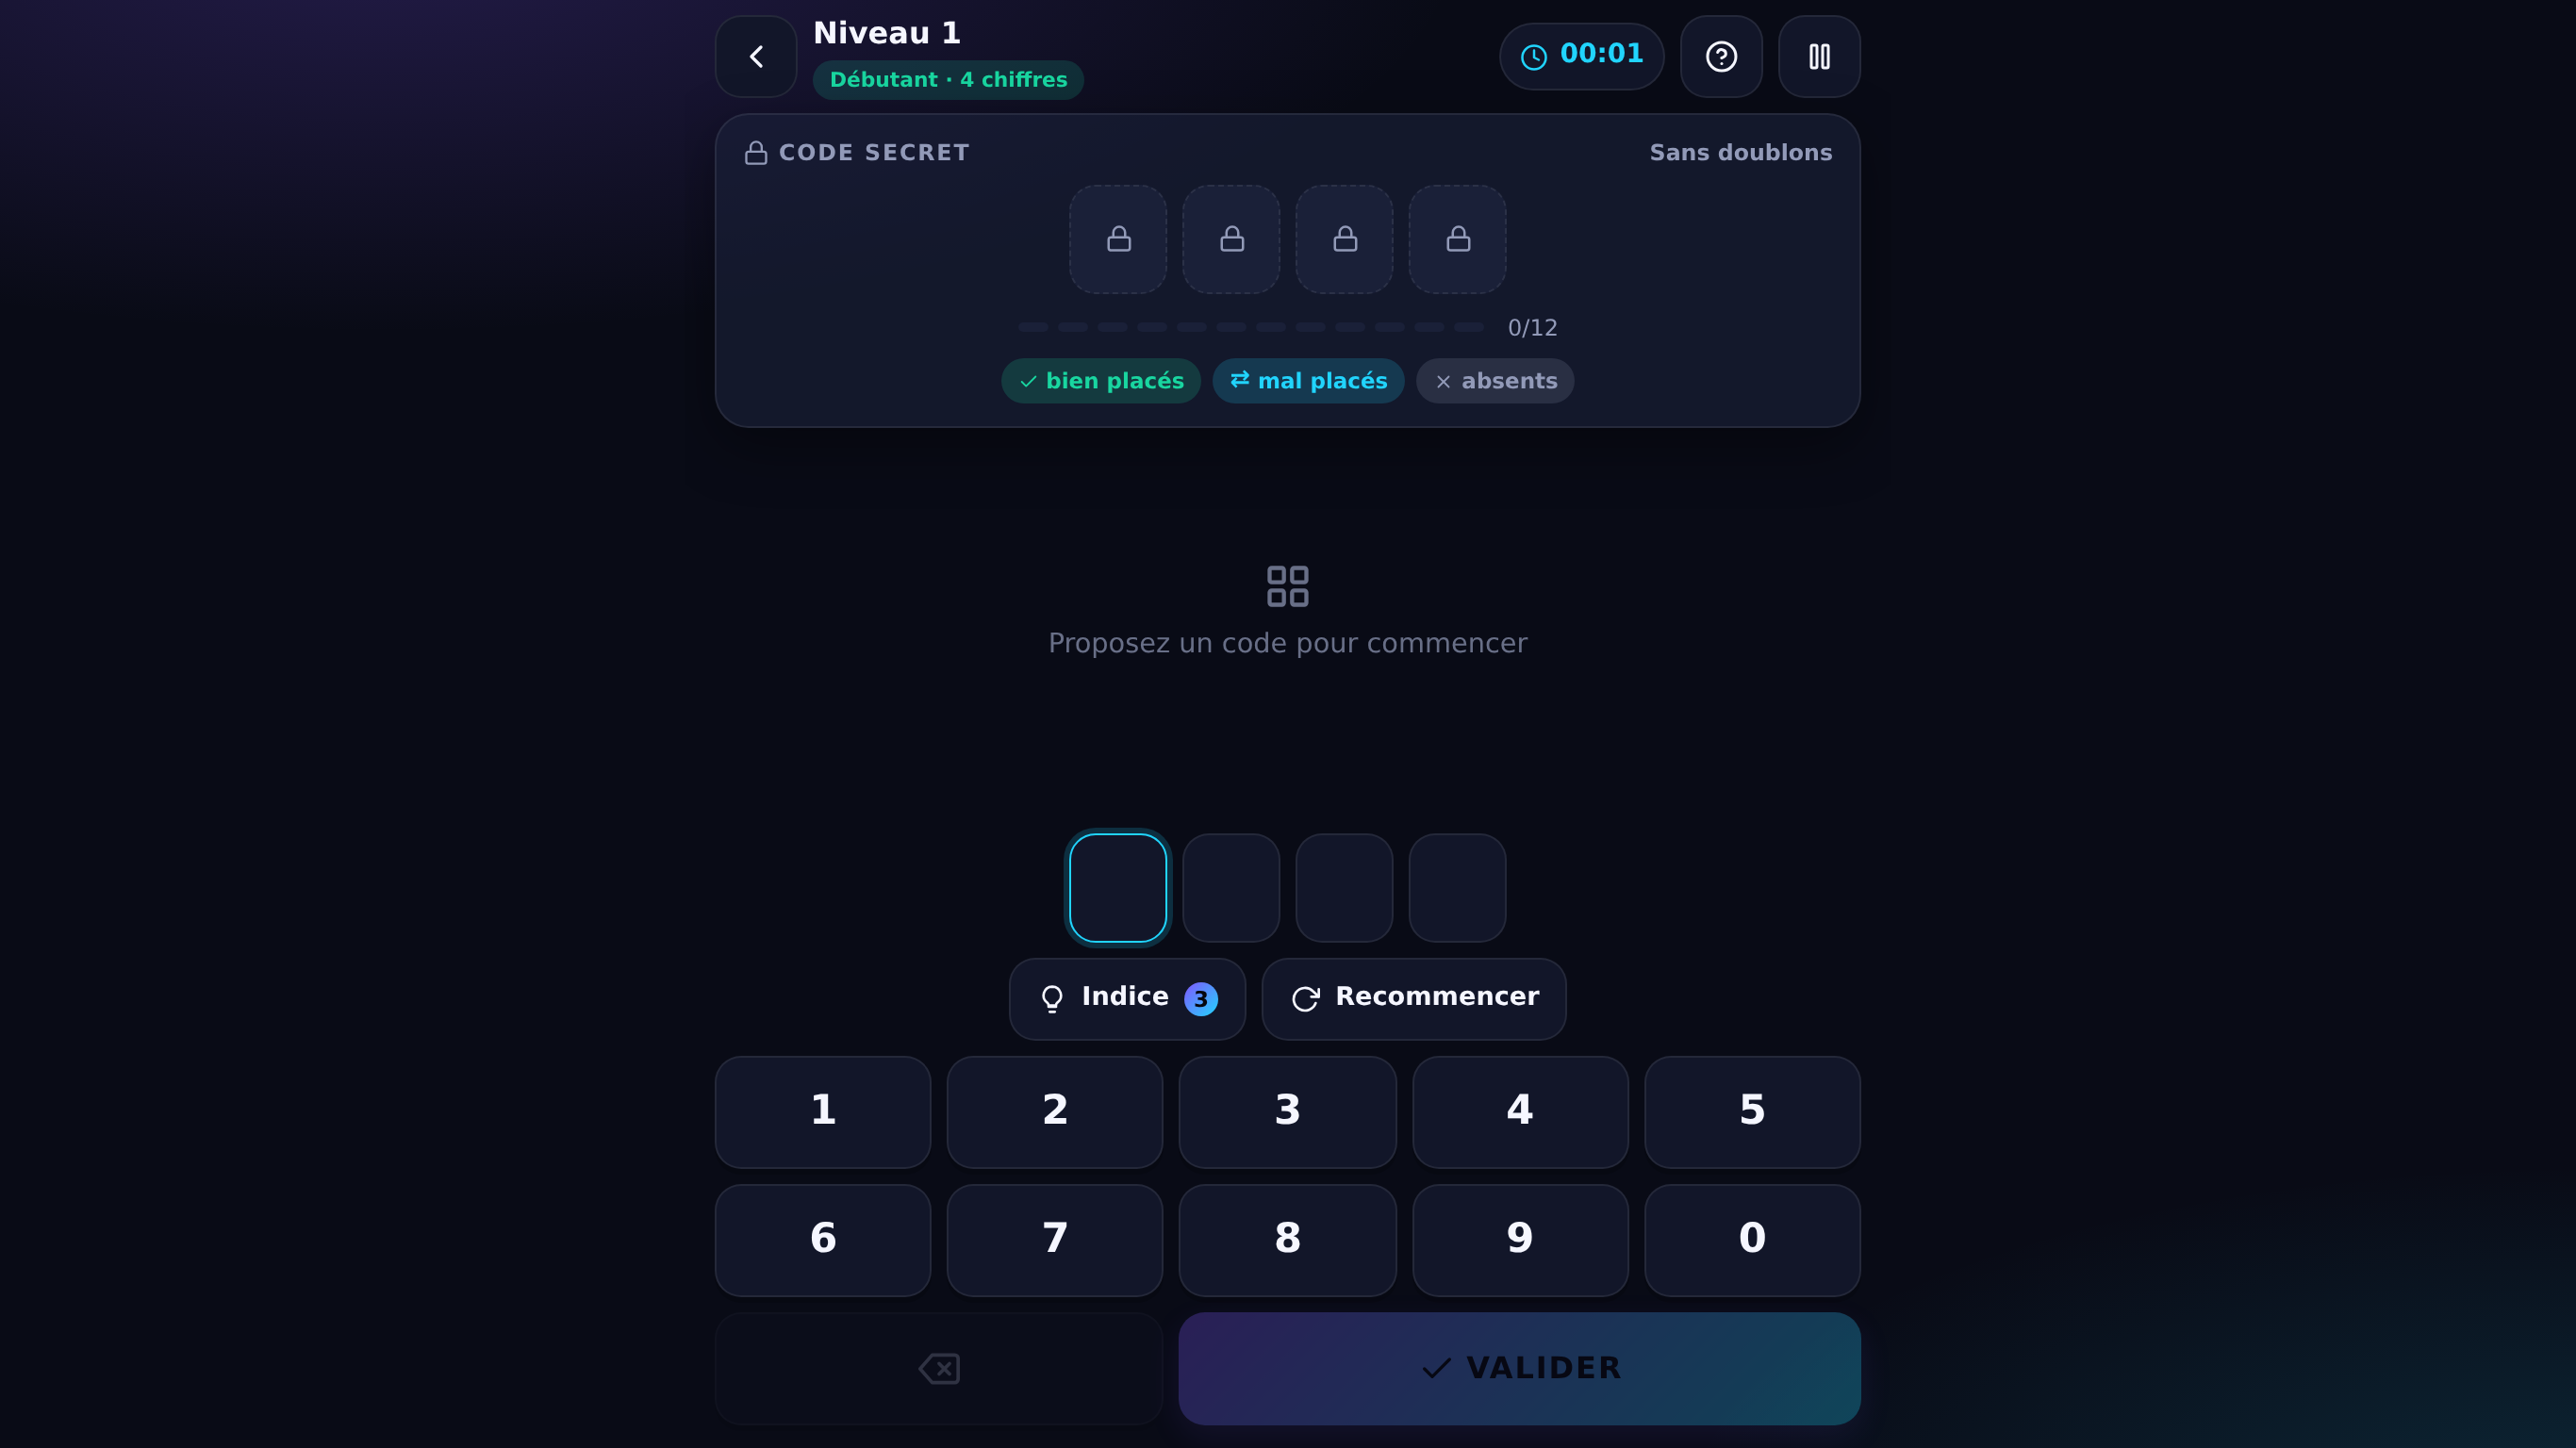 Niveau 1
Débutant · 4 chiffres
00:01
CODE SECRET
Sans doublons
0/12
bien placés
mal placés
absents
Proposez un code pour commencer
Indice 3
Recommencer
1 2 3 4 5
6 7 8 9 0
VALIDER